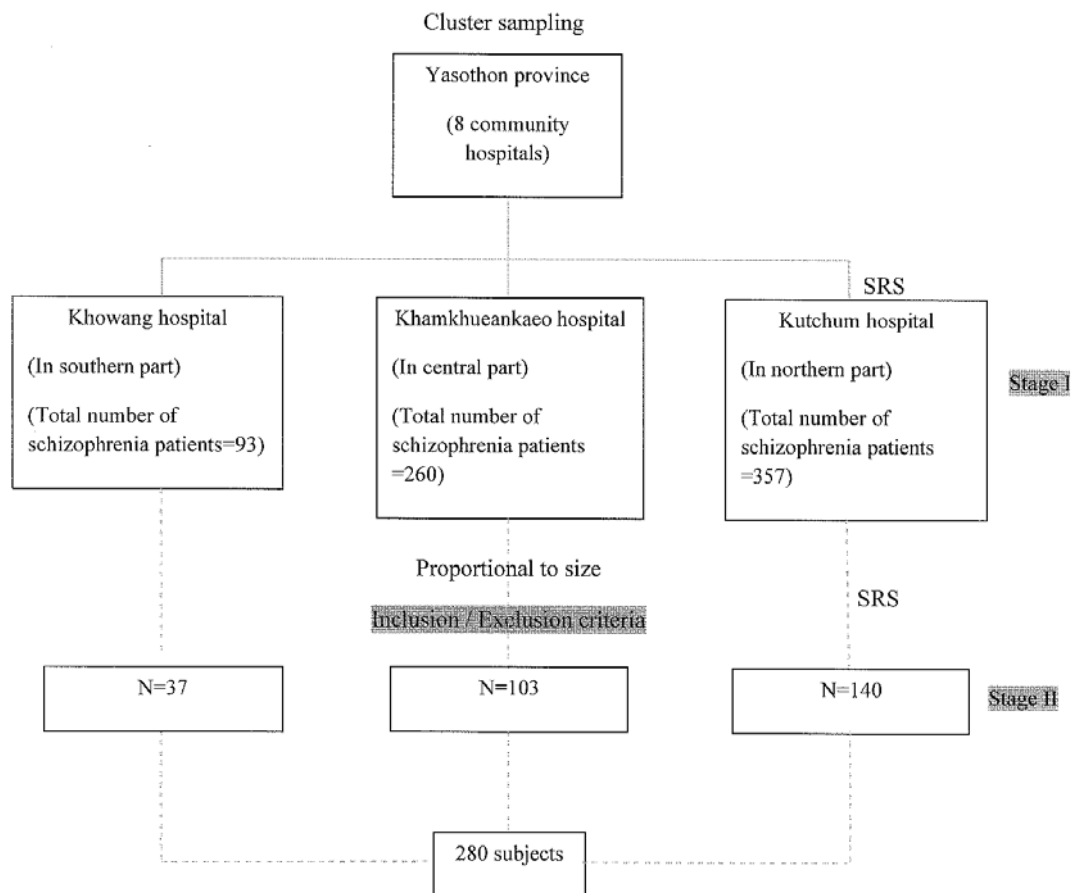 Cluster sampling
Yasothon province
(8 community
hospitals)
SRS
Khowang hospital
(In southern part)
(Total number of
schizophrenia patients=93)
Khamkhueankaeo hospital
(In central part)
(Total number of
schizophrenia patients
=260)
Kutchum hospital
(In northern part)
(Total number of
schizophrenia patients
=357)
Stage I
Proportional to size
SRS
Inclusion / Exclusion criteria
N=37
N=103
N=140
Stage II
280 subjects